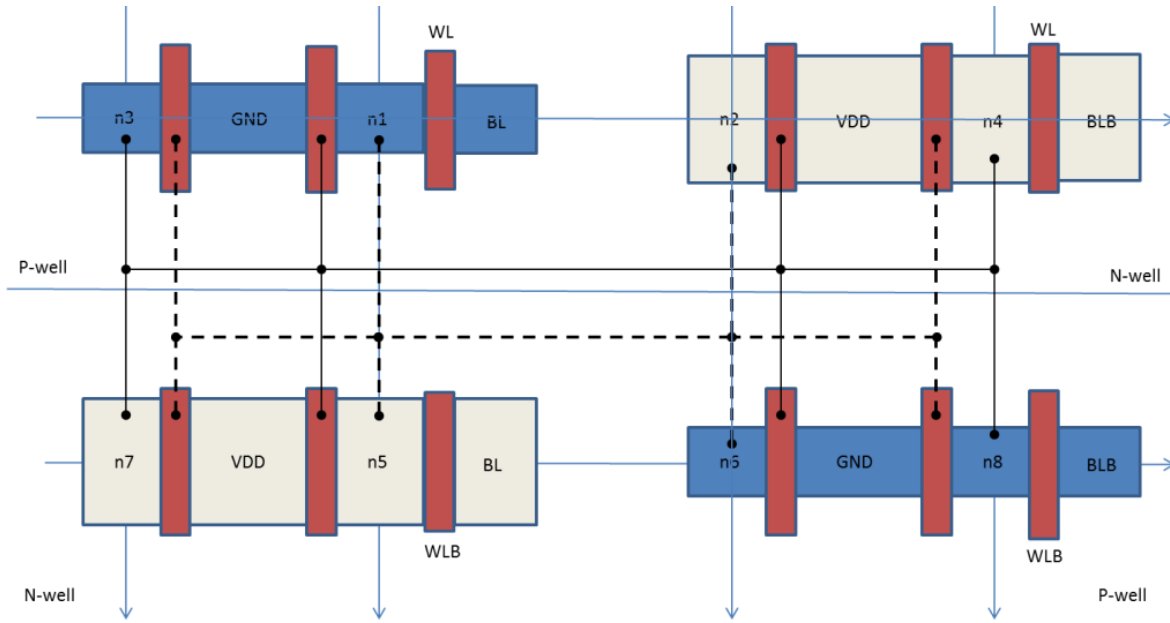 WL
WL
n3
GND
n1
BL
n2
VDD
n4
BLB
P-well
N-well
n7
VDD
n5
BL
n6
GND
n8
BLB
WLB
WLB
N-well
P-well